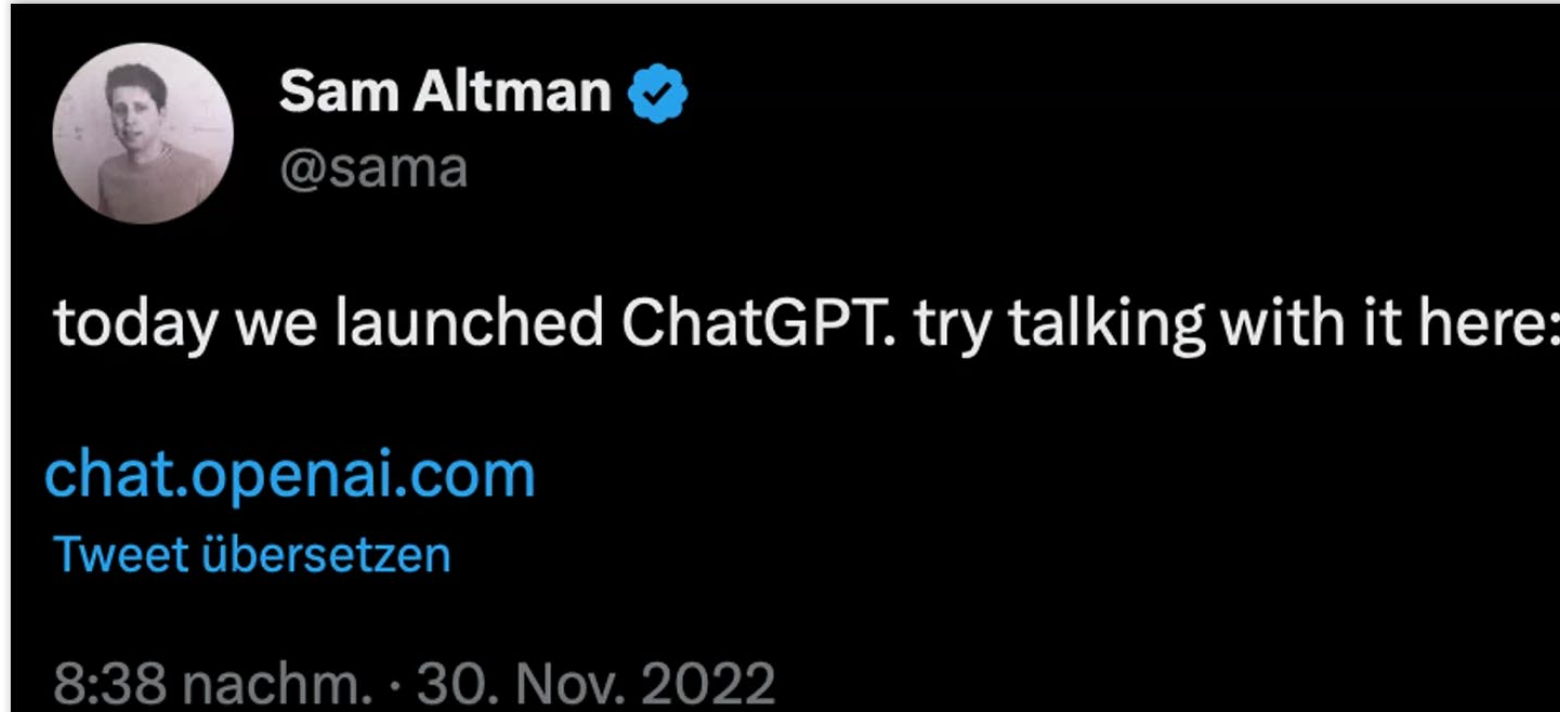 Sam Altman
@sama
today we launched ChatGPT. try talking with it here:
chat.openai.com
Tweet übersetzen
8:38 nachm. · 30. Nov. 2022